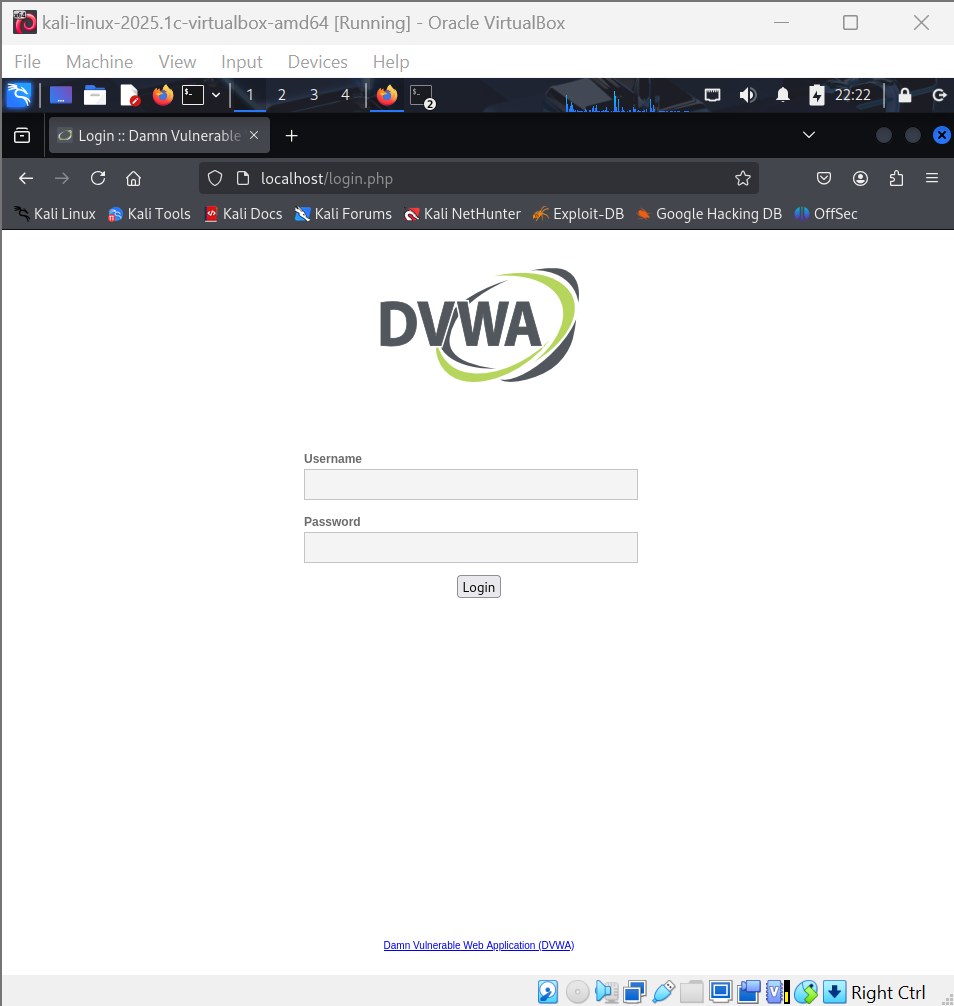 kali-linux-2025.1c-virtualbox-amd64 [Running] - Oracle VirtualBox
File Machine View Input Devices Help
1 2 3 4 2 22:22
Login :: Damn Vulnerable
localhost/login.php
Kali Linux Kali Tools Kali Docs Kali Forums Kali NetHunter Exploit-DB Google Hacking DB OffSec
DVWA
Username
Password
Login
Damn Vulnerable Web Application (DVWA)
Right Ctrl